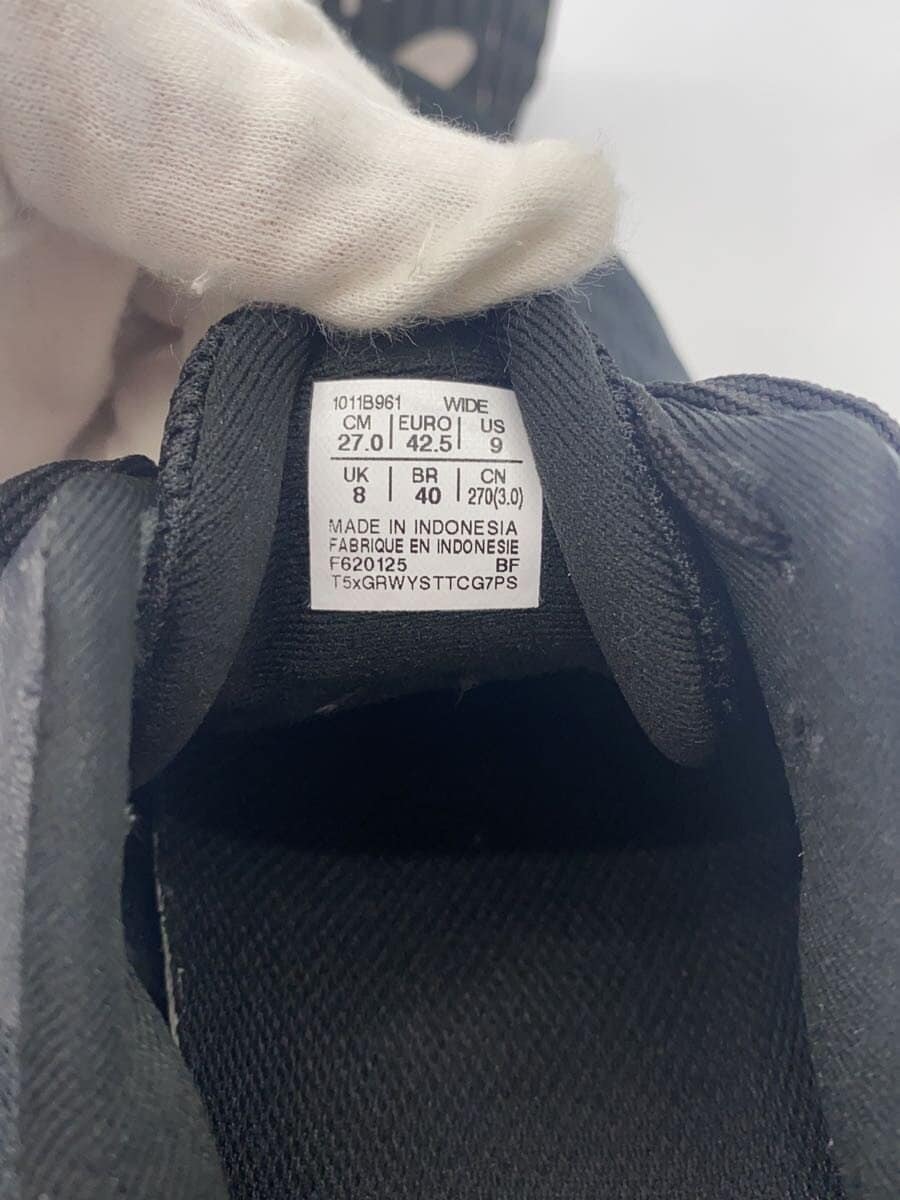 1011B961 WIDE
CM EURO US
27.0 42.5 9
UK BR CN
8 40 270(3.0)
MADE IN INDONESIA
FABRIQUE EN INDONESIE
F620125 BF
T5xGRWYSTTCG7PS